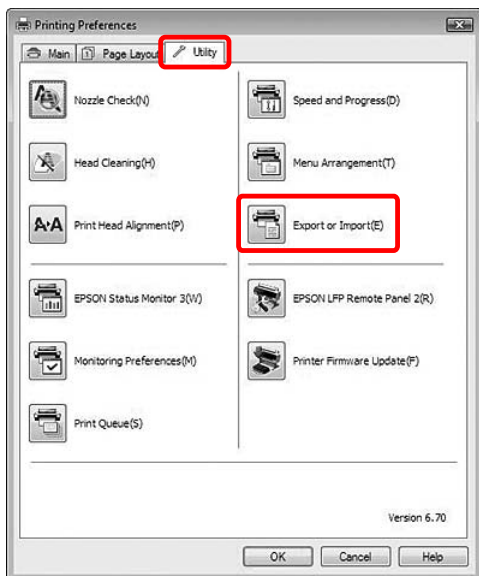 Printing Preferences
Main
Page Layout
Utility
Nozzle Check(N)
Speed and Progress(D)
Head Cleaning(H)
Menu Arrangement(T)
A
A
Print Head Alignment(P)
Export or Import(E)
EPSON Status Monitor 3(W)
EPSON LFP Remote Panel 2(R)
Monitoring Preferences(M)
Printer Firmware Update(F)
Print Queue(S)
Version 6.70
OK
Cancel
Help